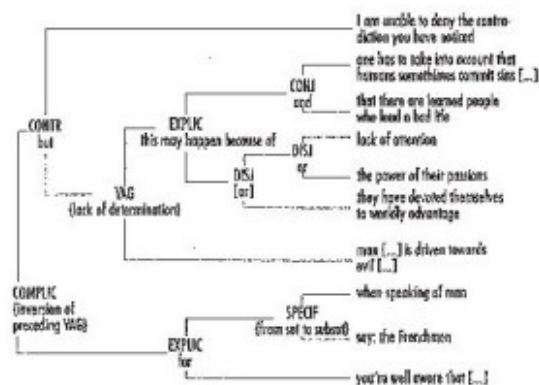 I am unable to deny the contra-
diction you have noticed
one has to take into account that
humans somethimes commit sins [...]
CONJ
and
that there are learned people
who lead a bad life
CONTR
but
EXPLIC
this may happen because of
lack of attention
DISJ
or
the power of their passions
DISJ
[or]
they have devoted themselves
to worldly advantage
VAG
(lack of determination)
man [...] is driven towards
evil [...]
COMPLIC
(inversion of
preceding VAG)
when speaking of man
SPECIF
(from set to subset)
say: the Frenchmen
EXPLIC
for
you're well aware that [...]